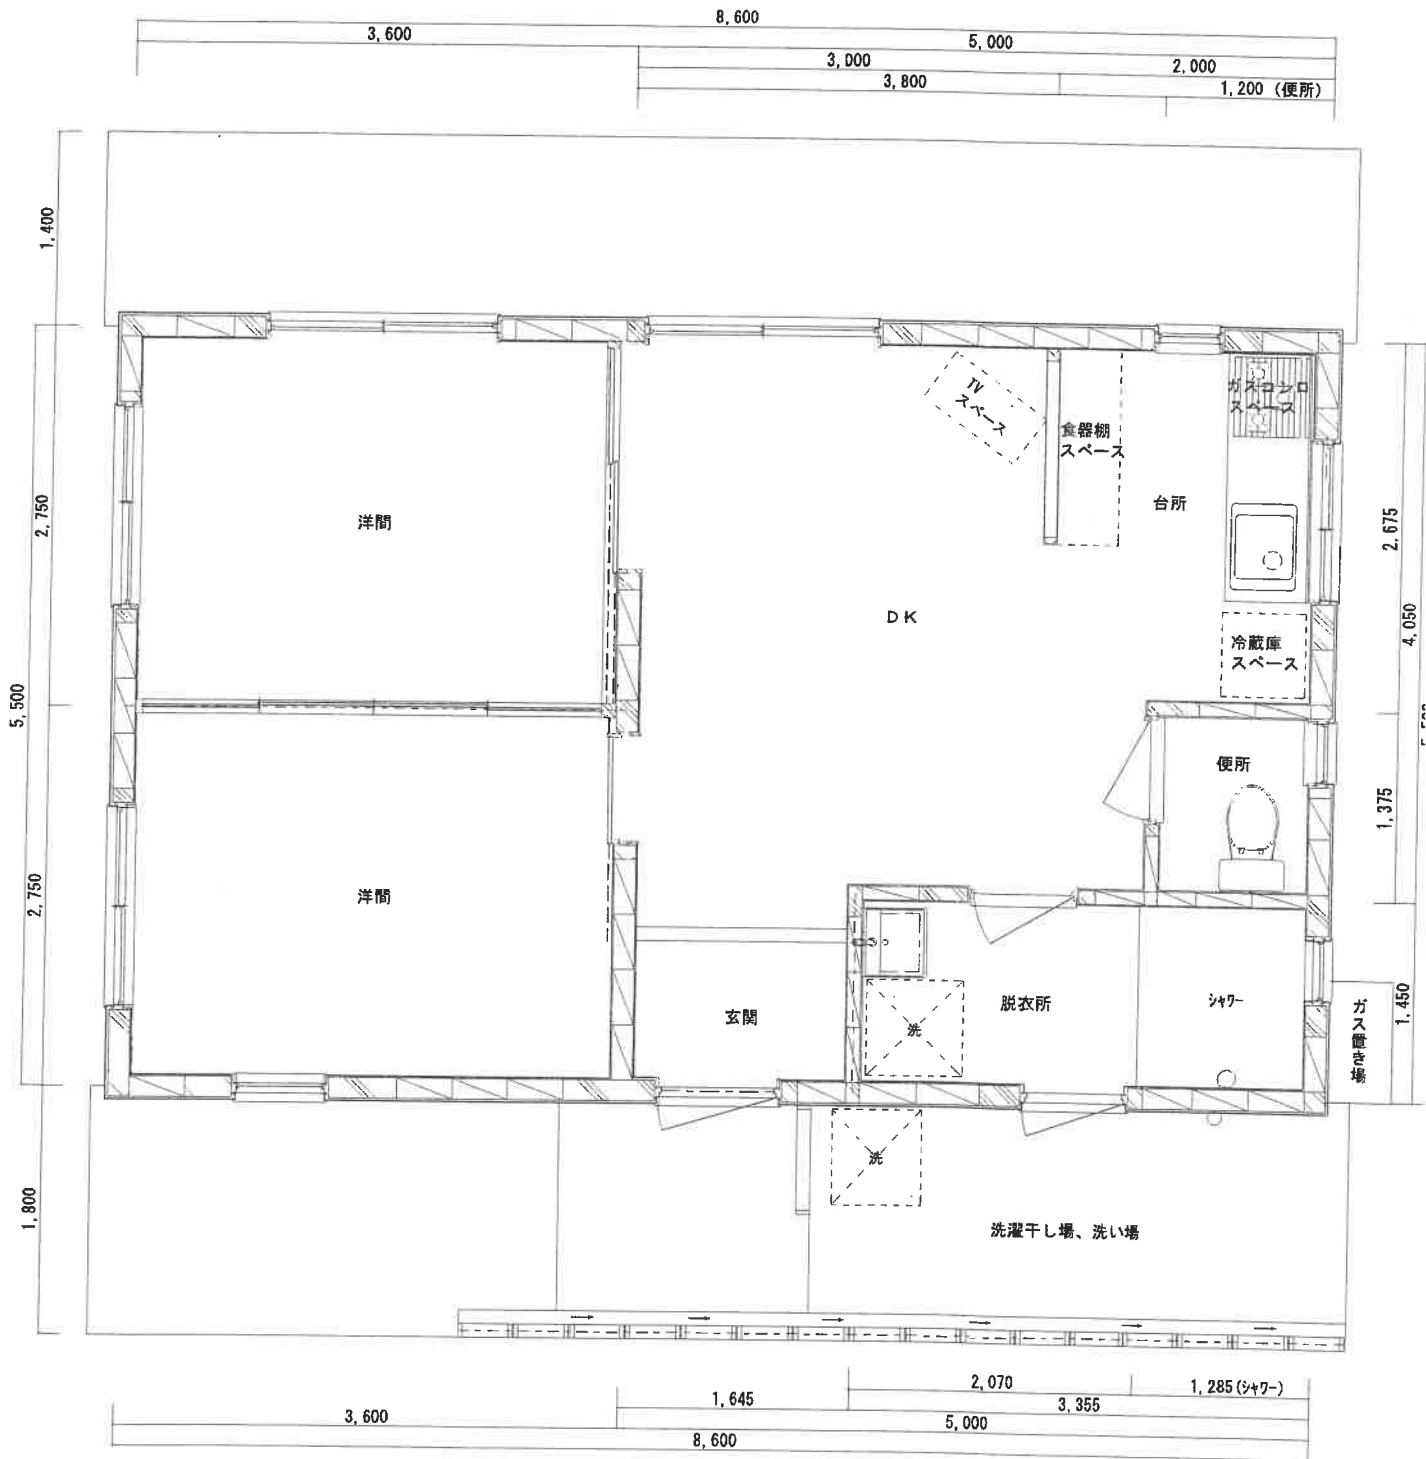 8,600
3,600
5,000
3,000
2,000
3,800
1,200 (便所)
1,400
TV
スペース
ガスコンロ
スペース
食器棚
スペース
台所
洋間
2,750
2,675
DK
4,050
冷蔵庫
スペース
5,500
便所
1,375
洋間
2,750
脱衣所
シャワー
玄関
洗
ガス置き場
1,450
洗
1,800
洗濯干し場、洗い場
2,070
1,285(シャワー)
1,645
3,355
3,600
5,000
8,600